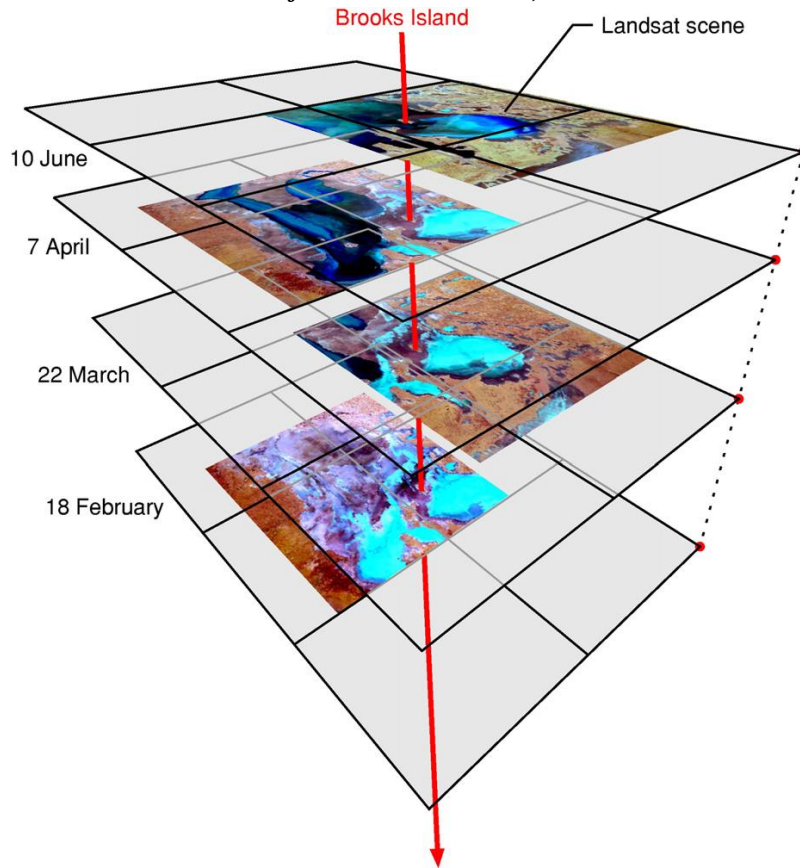 Brooks Island
Landsat scene
10 June
7 April
22 March
18 February